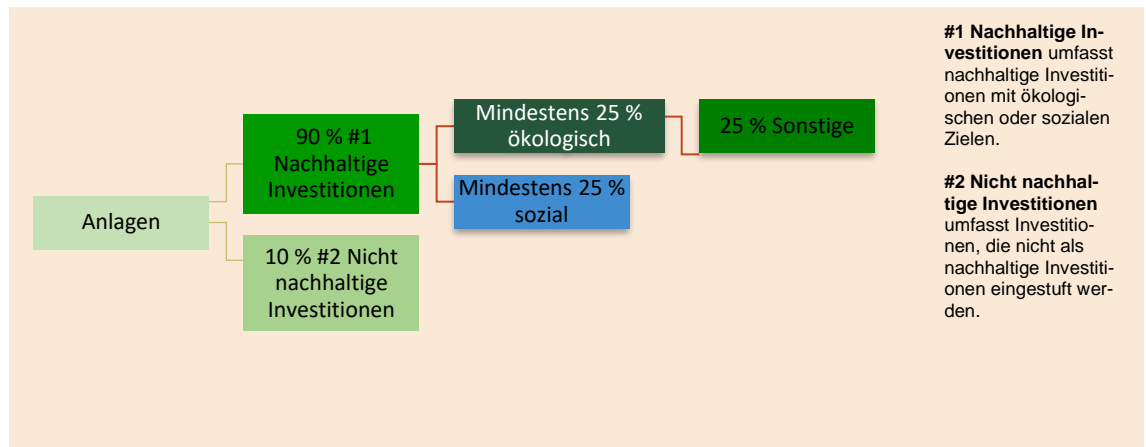 Anlagen
90 % #1
Nachhaltige
Investitionen
10 % #2 Nicht
nachhaltige
Investitionen
Mindestens 25 %
ökologisch
Mindestens 25 %
sozial
25 % Sonstige
#1 Nachhaltige In-
vestitionen umfasst
nachhaltige Investiti-
onen mit ökologi-
schen oder sozialen
Zielen.
#2 Nicht nachhal-
tige Investitionen
umfasst Investitio-
nen, die nicht als
nachhaltige Investiti-
onen eingestuft wer-
den.